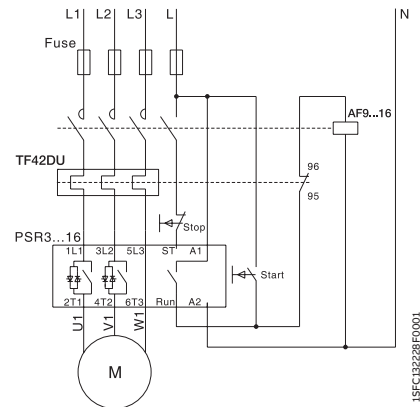 L1 L2 L3 L N
Fuse
AF9...16
TF42DU
96
95
Stop
PSR3...16
1L1 3L2 5L3 ST A1
Start
2T1 4T2 6T3 Run A2
U1 V1 W1
M
1SFC132228F0001